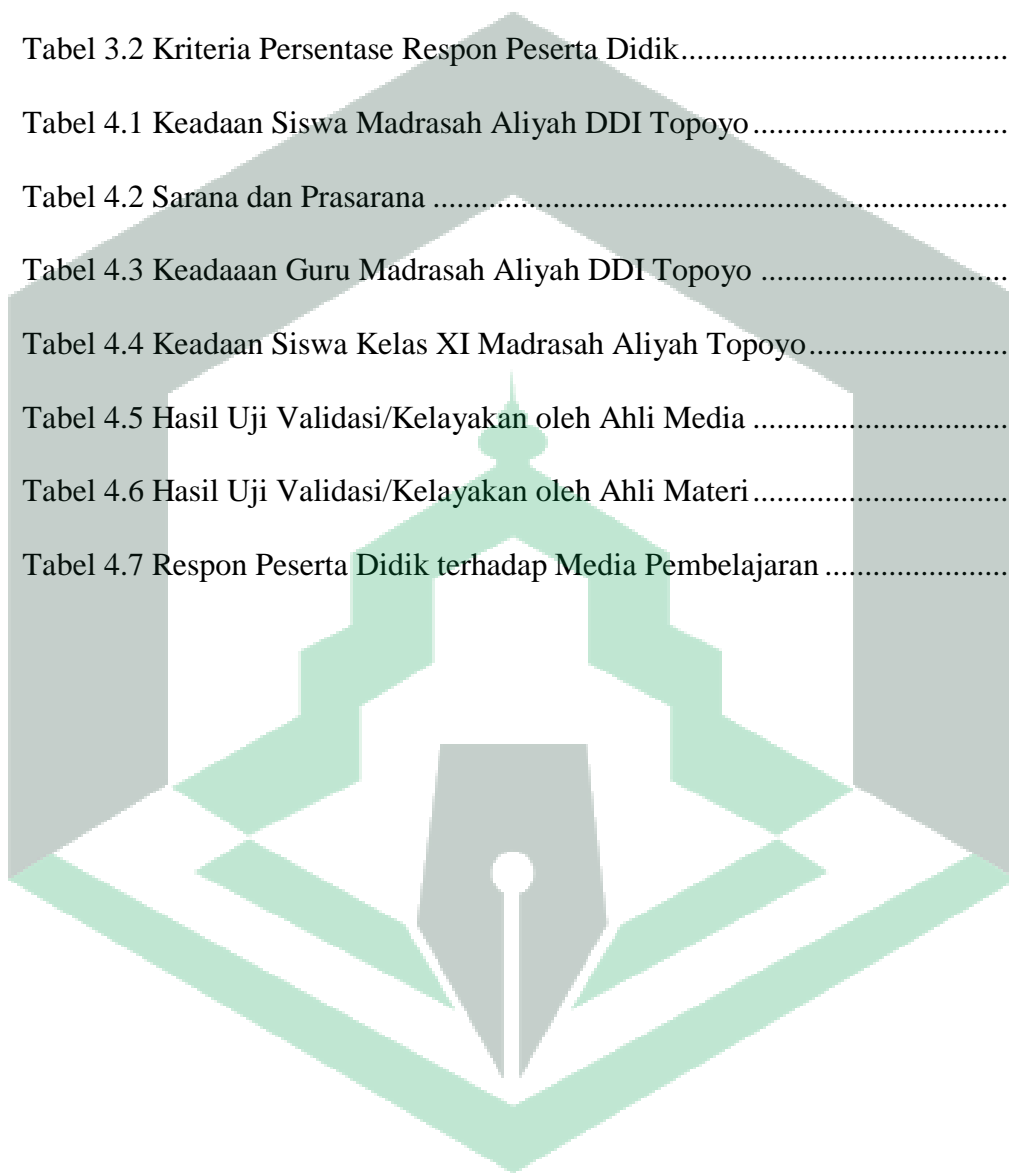 Tabel 3.2 Kriteria Persentase Respon Peserta Didik.........................................
Tabel 4.1 Keadaan Siswa Madrasah Aliyah DDI Topoyo................................
Tabel 4.2 Sarana dan Prasarana ........................................................................
Tabel 4.3 Keadaaan Guru Madrasah Aliyah DDI Topoyo ...............................
Tabel 4.4 Keadaan Siswa Kelas XI Madrasah Aliyah Topoyo.........................
Tabel 4.5 Hasil Uji Validasi/Kelayakan oleh Ahli Media ................................
Tabel 4.6 Hasil Uji Validasi/Kelayakan oleh Ahli Materi................................
Tabel 4.7 Respon Peserta Didik terhadap Media Pembelajaran .......................